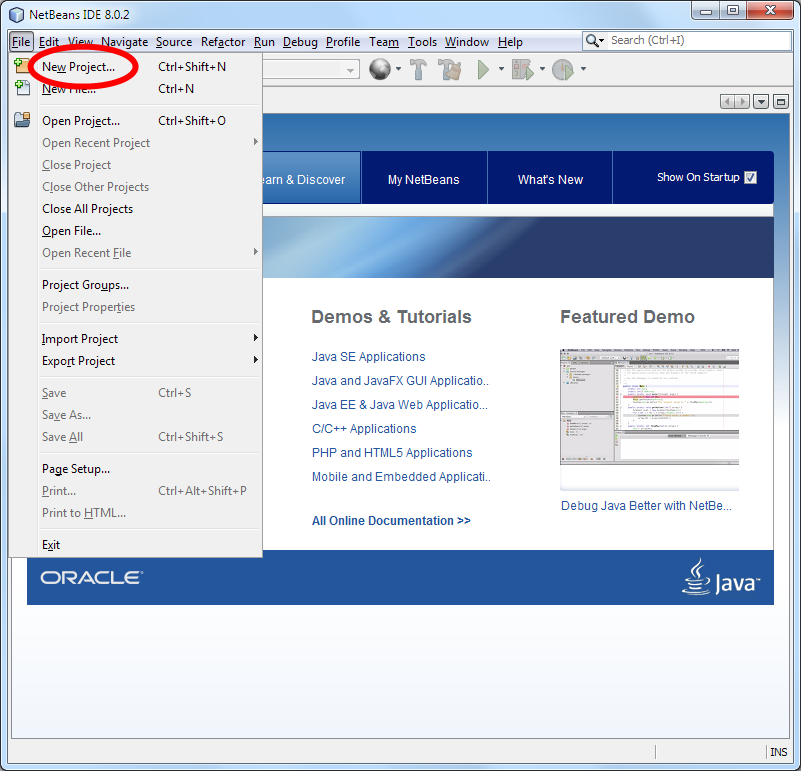 NetBeans IDE 8.0.2
File Edit View Navigate Source Refactor Run Debug Profile Team Tools Window Help
Search (Ctrl+I)
New Project... Ctrl+Shift+N
New File... Ctrl+N
Open Project... Ctrl+Shift+O
Open Recent Project
Close Project
Close Other Projects
Close All Projects
Open File...
Open Recent File
Project Groups...
Project Properties
Import Project
Export Project
Save Ctrl+S
Save As...
Save All Ctrl+Shift+S
Page Setup...
Print... Ctrl+Alt+Shift+P
Print to HTML...
Exit
earn & Discover
My NetBeans
What's New
Show On Startup
Demos & Tutorials
Java SE Applications
Java and JavaFX GUI Applicatio..
Java EE & Java Web Applicatio...
C/C++ Applications
PHP and HTML5 Applications
Mobile and Embedded Applicati..
All Online Documentation >>
Featured Demo
Debug Java Better with NetBe...
ORACLE
Java
INS